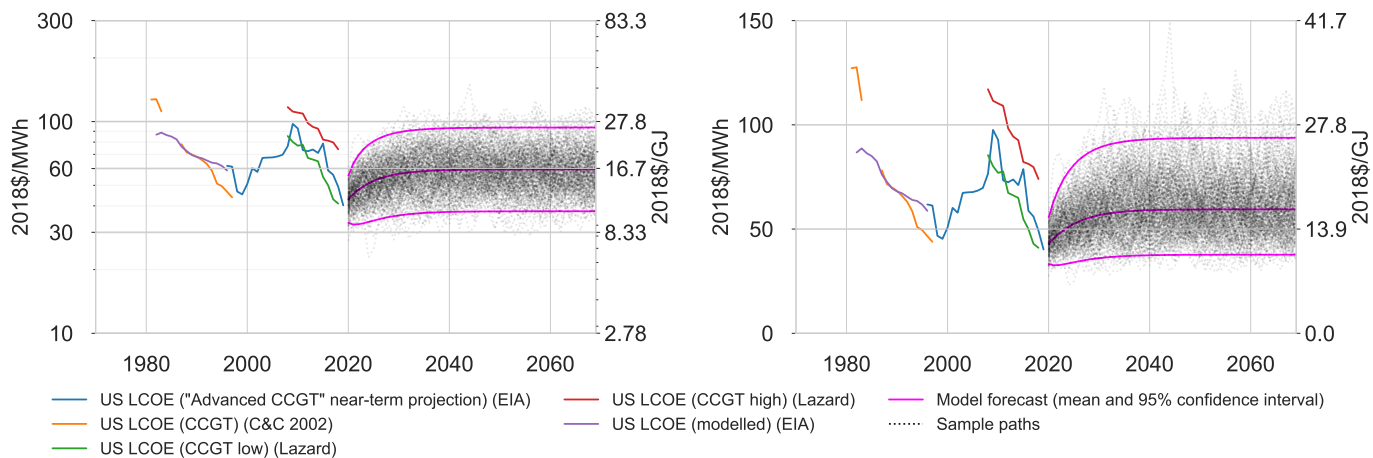 300
100
60
30
10
2018$/MWh
1980
2000
2020
2040
2060
83.3
27.8
16.7
8.33
2.78
2018$/GJ
150
100
50
0
2018$/MWh
1980
2000
2020
2040
2060
41.7
27.8
13.9
0.0
2018$/GJ
US LCOE ("Advanced CCGT" near-term projection) (EIA)
US LCOE (CCGT) (C&C 2002)
US LCOE (CCGT low) (Lazard)
US LCOE (CCGT high) (Lazard)
US LCOE (modelled) (EIA)
Model forecast (mean and 95% confidence interval)
Sample paths